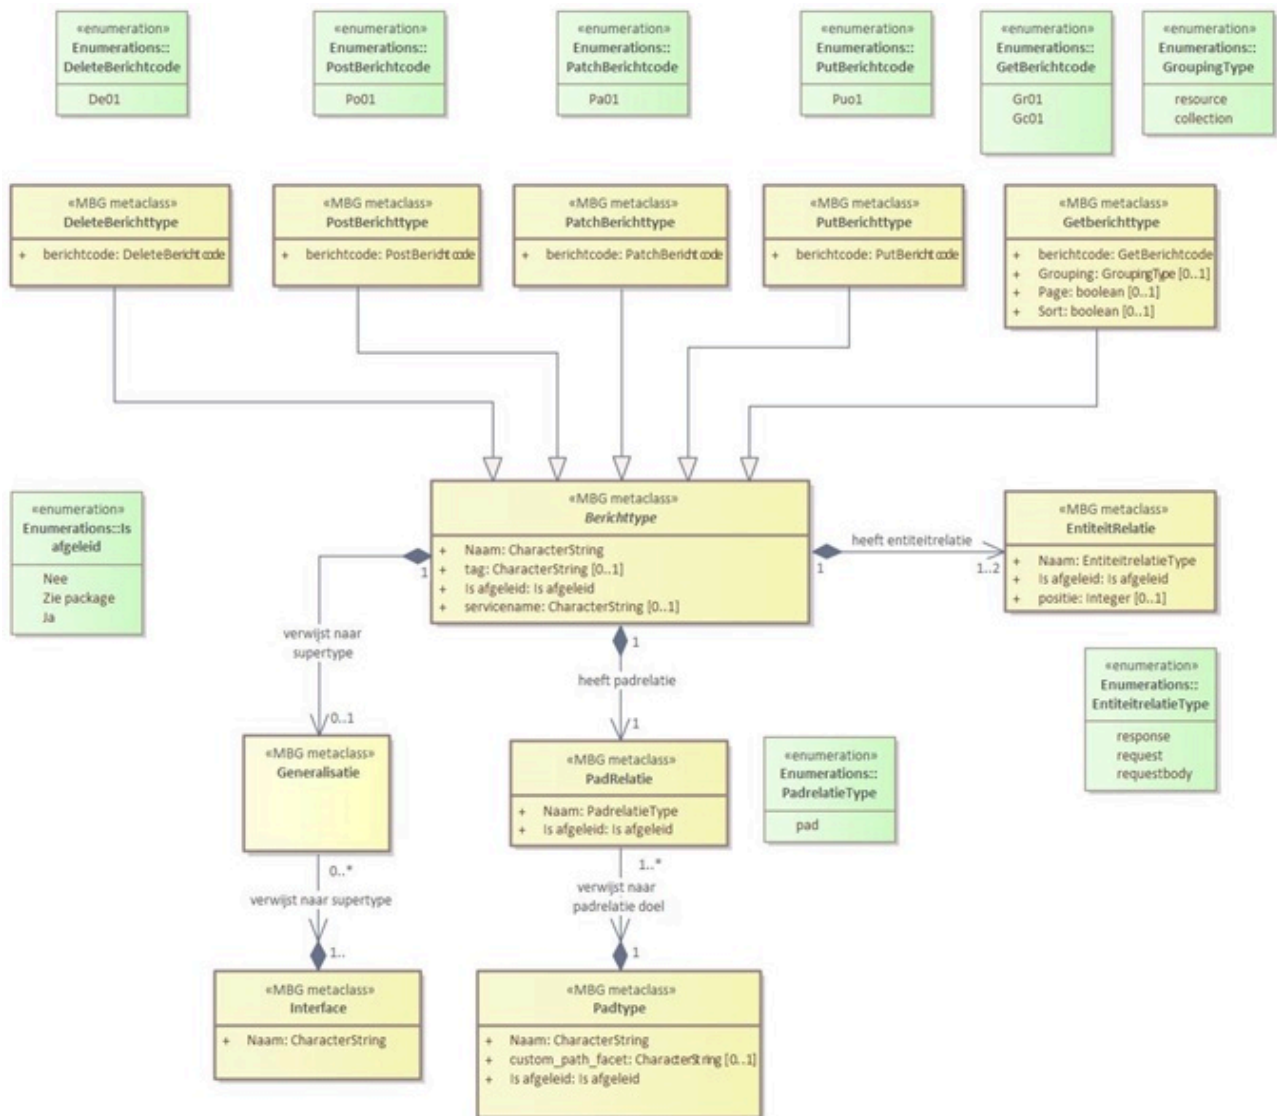 «enumeration»
Enumerations::
DeleteBerichtcode
De01
«enumeration»
Enumerations::
PostBerichtcode
Po01
«enumeration»
Enumerations::
PatchBerichtcode
Pa01
«enumeration»
Enumerations::
PutBerichtcode
Puo1
«enumeration»
Enumerations::
GetBerichtcode
Gr01
Gc01
«enumeration»
Enumerations::
GroupingType
resource
collection
«MBG metaclass»
DeleteBerichttype
+ berichtcode: DeleteBerichtcode
«MBG metaclass»
PostBerichttype
+ berichtcode: PostBerichtcode
«MBG metaclass»
PatchBerichttype
+ berichtcode: PatchBerichtcode
«MBG metaclass»
PutBerichttype
+ berichtcode: PutBerichtcode
«MBG metaclass»
Getberichttype
+ berichtcode: GetBerichtcode
+ Grouping: GroupingType [0..1]
+ Page: boolean [0..1]
+ Sort: boolean [0..1]
«enumeration»
Enumerations::Is
afgeleid
Nee
Zie package
Ja
«MBG metaclass»
Berichttype
+ Naam: CharacterString
+ tag: CharacterString [0..1]
+ Is afgeleid: Is afgeleid
+ servicename: CharacterString [0..1]
1
heeft entiteitrelatie
1
1..2
«MBG metaclass»
EntiteitRelatie
+ Naam: EntiteitrelatieType
+ Is afgeleid: Is afgeleid
+ positie: Integer [0..1]
verwijst naar
supertype
0..1
1
heeft padrelatie
1
«enumeration»
Enumerations::
EntiteitrelatieType
response
request
requestbody
«MBG metaclass»
Generalisatie
«MBG metaclass»
PadRelatie
+ Naam: PadrelatieType
+ Is afgeleid: Is afgeleid
«enumeration»
Enumerations::
PadrelatieType
pad
0..*
verwijst naar supertype
1..
1..*
verwijst naar
padrelatie doel
1
«MBG metaclass»
Interface
+ Naam: CharacterString
«MBG metaclass»
Padtype
+ Naam: CharacterString
+ custom_path_facet: CharacterString [0..1]
+ Is afgeleid: Is afgeleid